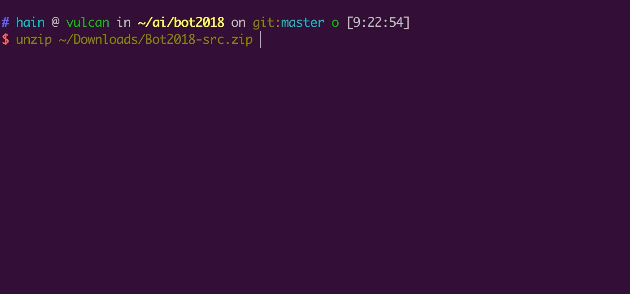 # hain @ vulcan in ~/ai/bot2018 on git:master o [9:22:54]
$ unzip ~/Downloads/Bot2018-src.zip